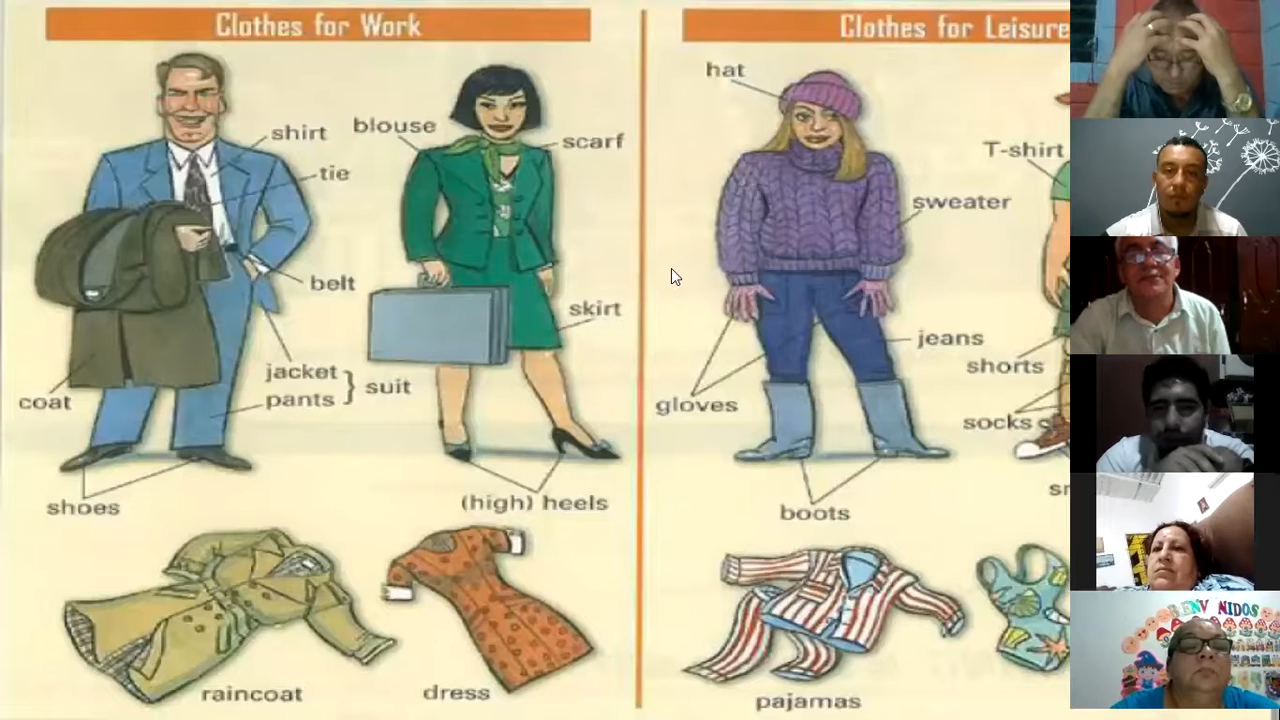 Clothes for Work
shirt
tie
belt
jacket
pants
suit
coat
shoes
blouse
scarf
skirt
(high) heels
raincoat
dress
Clothes for Leisure
hat
sweater
jeans
gloves
boots
pajamas
T-shirt
shorts
socks
BIENVENIDOS